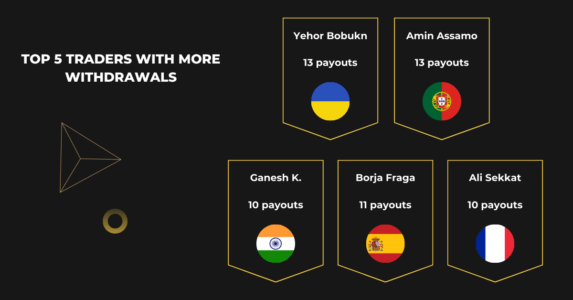 TOP 5 TRADERS WITH MORE
WITHDRAWALS
Yehor Bobukn
13 payouts
Amin Assamo
13 payouts
Ganesh K.
10 payouts
Borja Fraga
11 payouts
Ali Sekkat
10 payouts